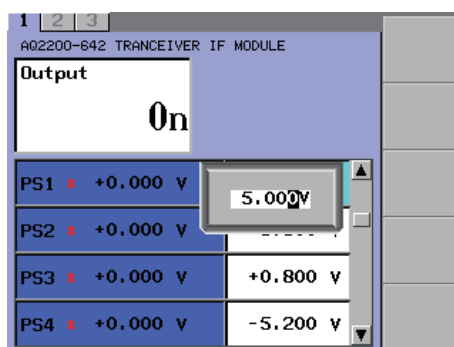 1 2 3
AQ2200-642 TRANCEIVER IF MODULE
Output
On
PS1 * +0.000 V
5.000V
PS2 * +0.000 V
PS3 * +0.000 V +0.800 V
PS4 * +0.000 V -5.200 V